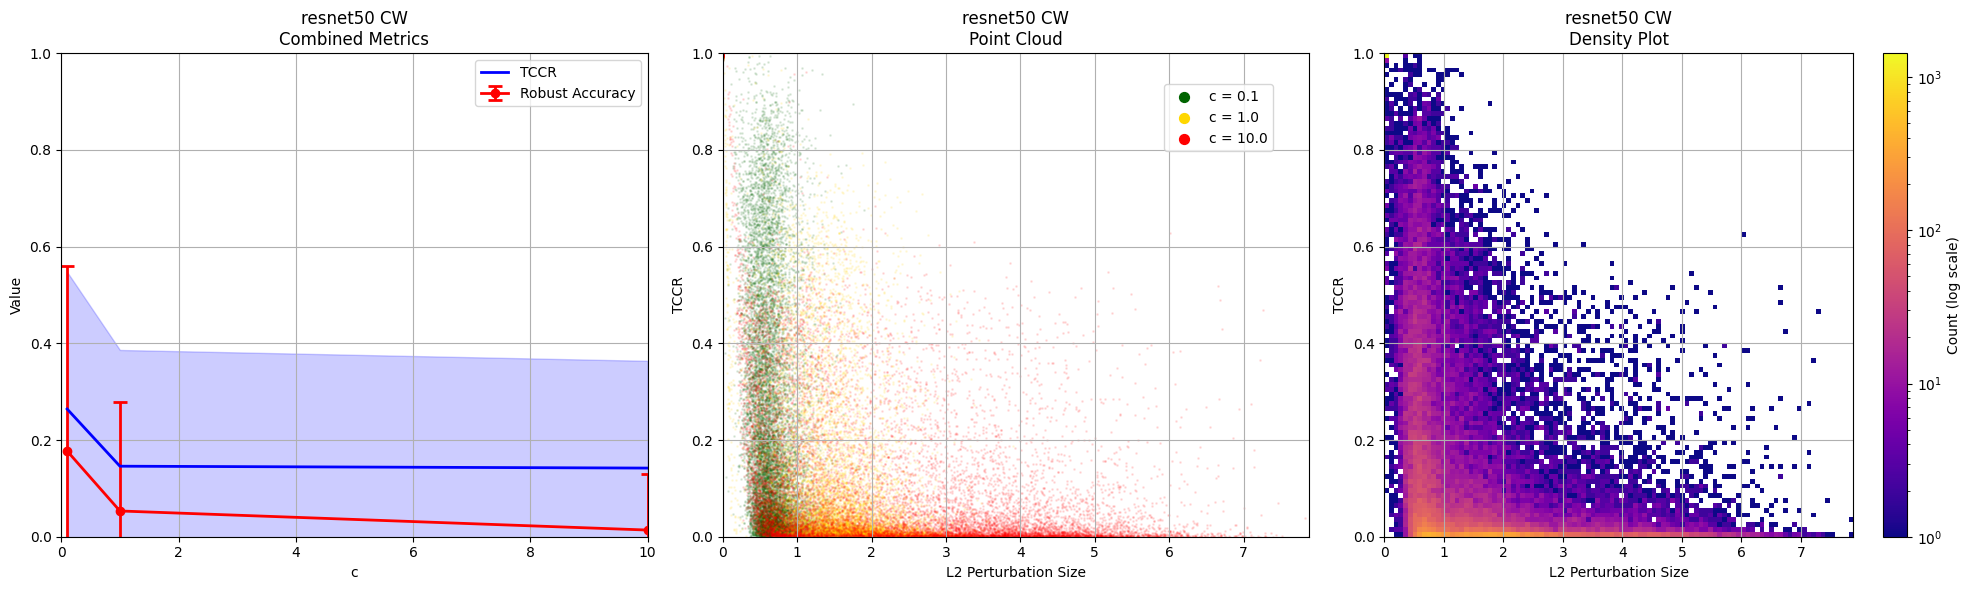 resnet50 CW
Combined Metrics
1.0
0.8
0.6
0.4
0.2
0.0
Value
0
2
4
6
8
10
c
TCCR
Robust Accuracy
resnet50 CW
Point Cloud
1.0
0.8
0.6
0.4
0.2
0.0
TCCR
0
1
2
3
4
5
6
7
L2 Perturbation Size
c = 0.1
c = 1.0
c = 10.0
resnet50 CW
Density Plot
1.0
0.8
0.6
0.4
0.2
0.0
TCCR
0
1
2
3
4
5
6
7
L2 Perturbation Size
10³
10²
10¹
10⁰
Count (log scale)